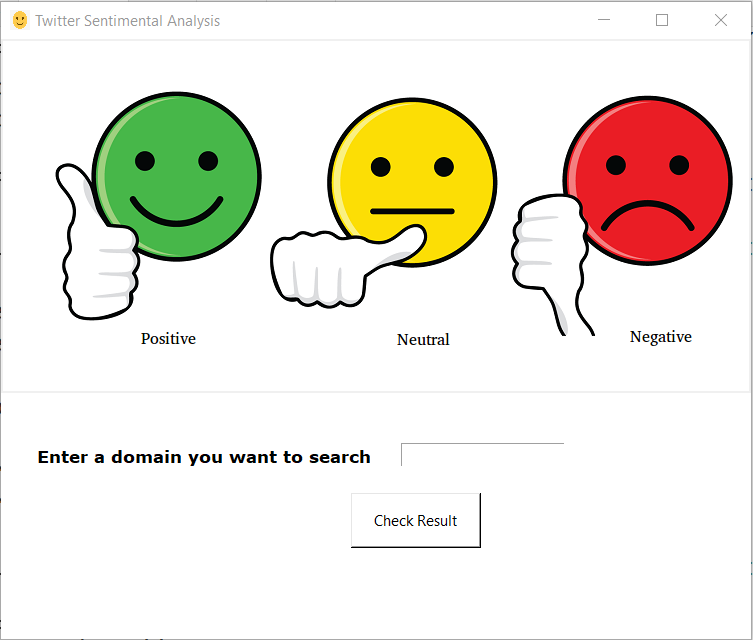 Twitter Sentimental Analysis
Positive
Neutral
Negative
Enter a domain you want to search
Check Result